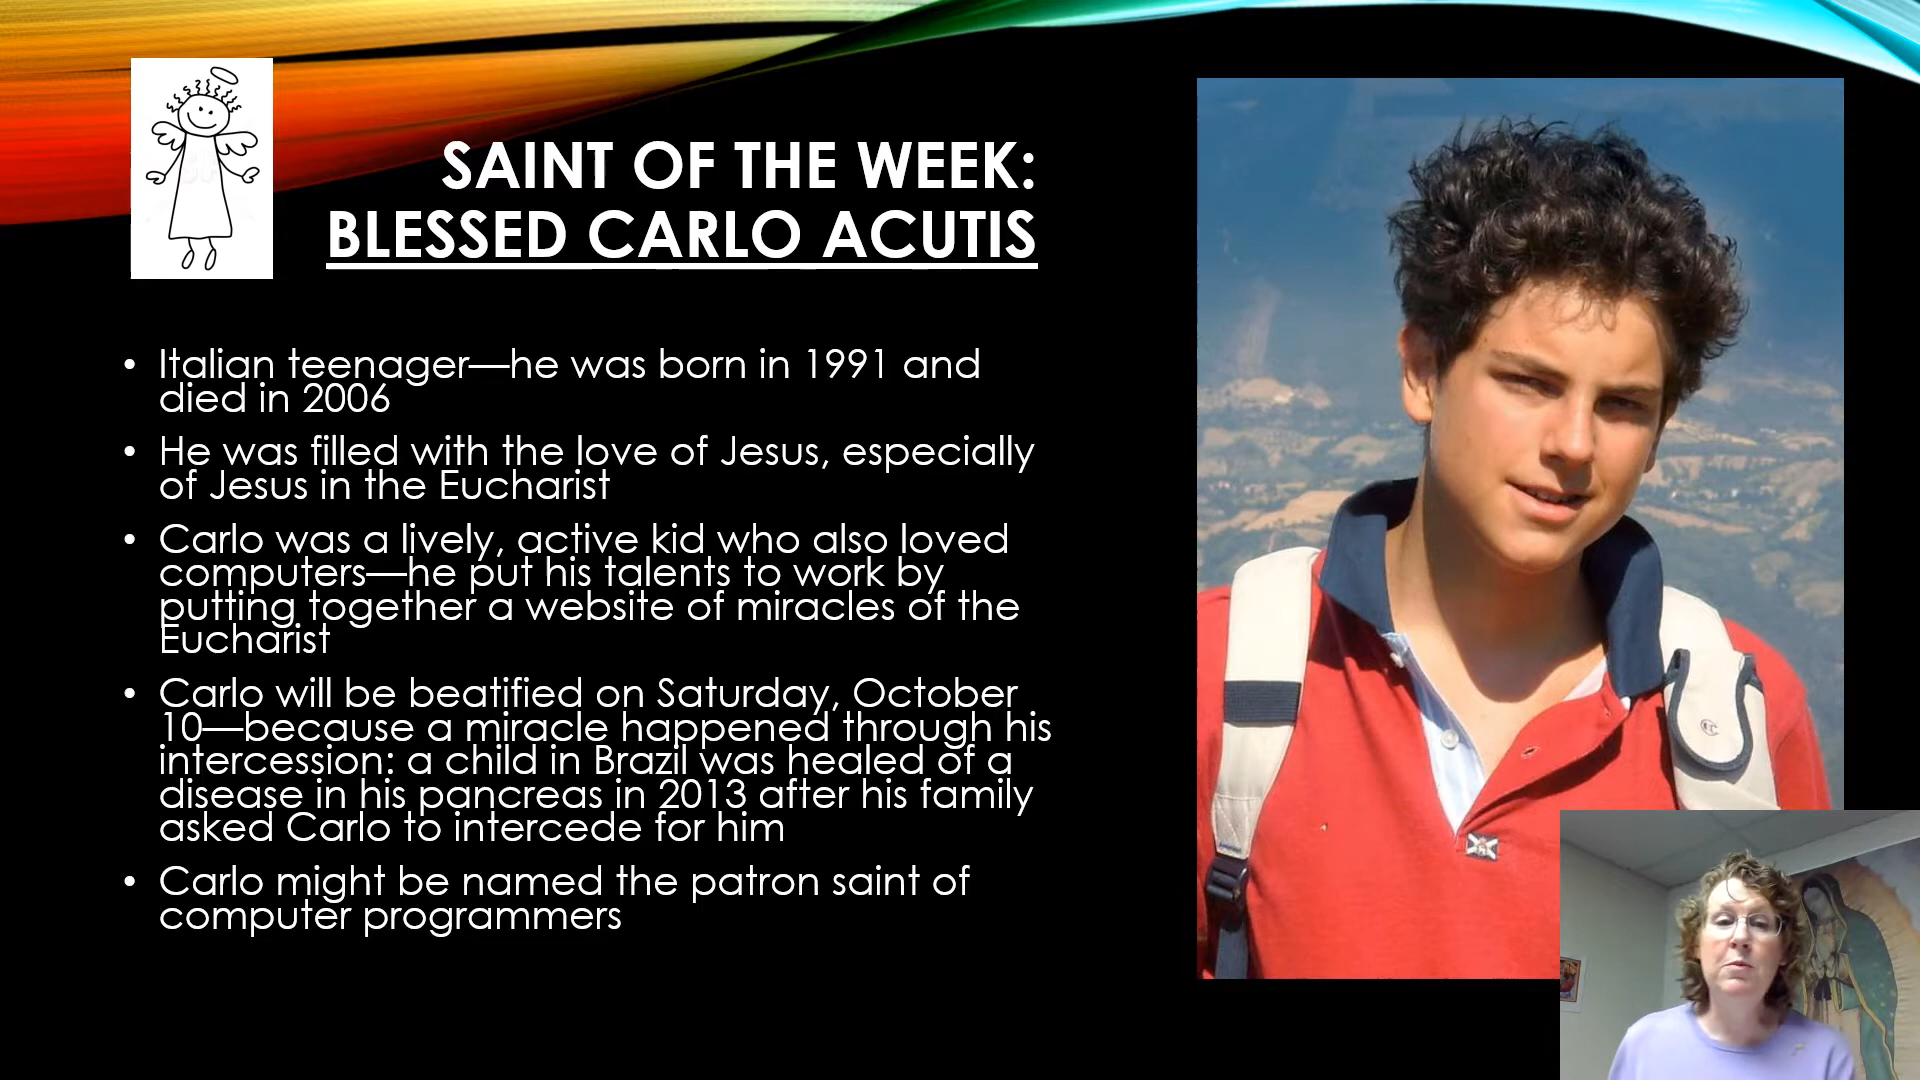 SAINT OF THE WEEK:
BLESSED CARLO ACUTIS
• Italian teenager—he was born in 1991 and
died in 2006
• He was filled with the love of Jesus, especially
of Jesus in the Eucharist
• Carlo was a lively, active kid who also loved
computers—he put his talents to work by
putting together a website of miracles of the
Eucharist
• Carlo will be beatified on Saturday, October
10—because a miracle happened through his
intercession: a child in Brazil was healed of a
disease in his pancreas in 2013 after his family
asked Carlo to intercede for him
• Carlo might be named the patron saint of
computer programmers